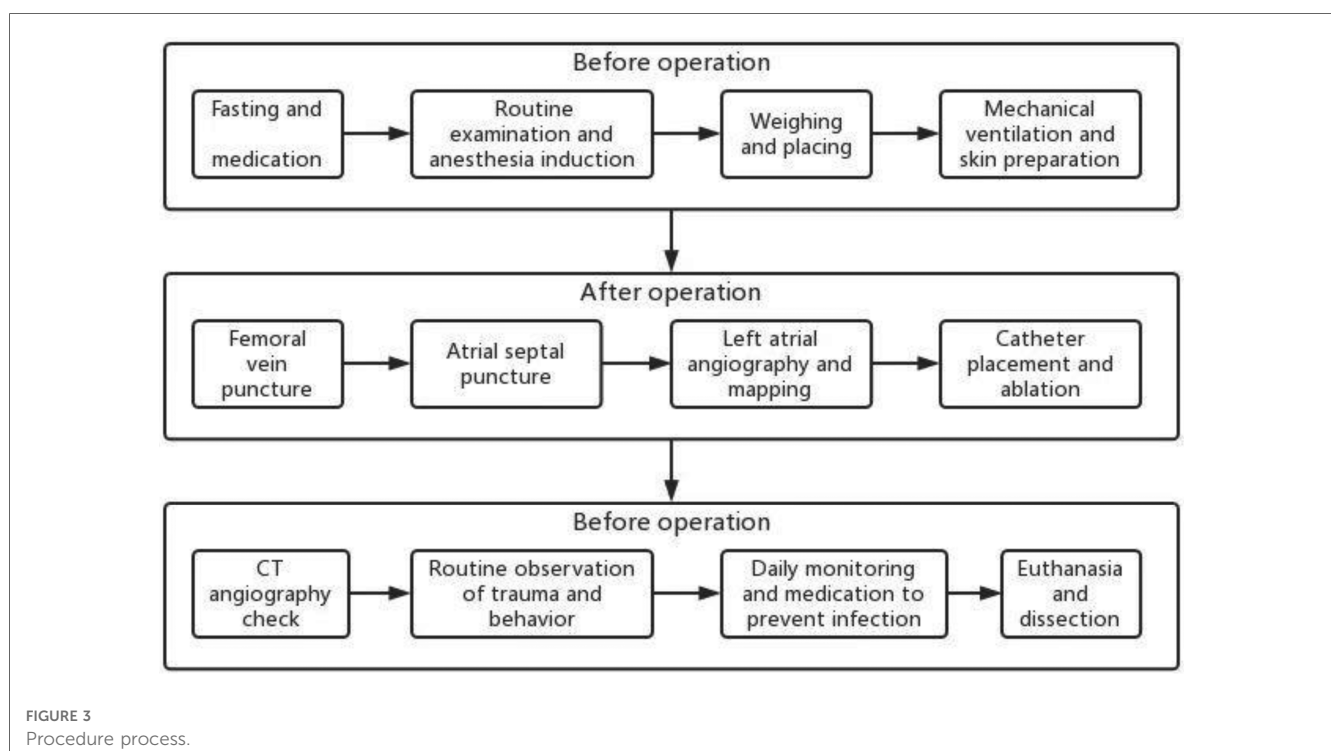 Before operation
Fasting and
medication
Routine
examination and
anesthesia induction
Weighing
and placing
Mechanical
ventilation and
skin preparation
After operation
Femoral
vein
puncture
Atrial septal
puncture
Left atrial
angiography and
mapping
Catheter
placement and
ablation
Before operation
CT
angiography
check
Routine observation
of trauma and
behavior
Daily monitoring
and medication to
prevent infection
Euthanasia
and
dissection
FIGURE 3
Procedure process.